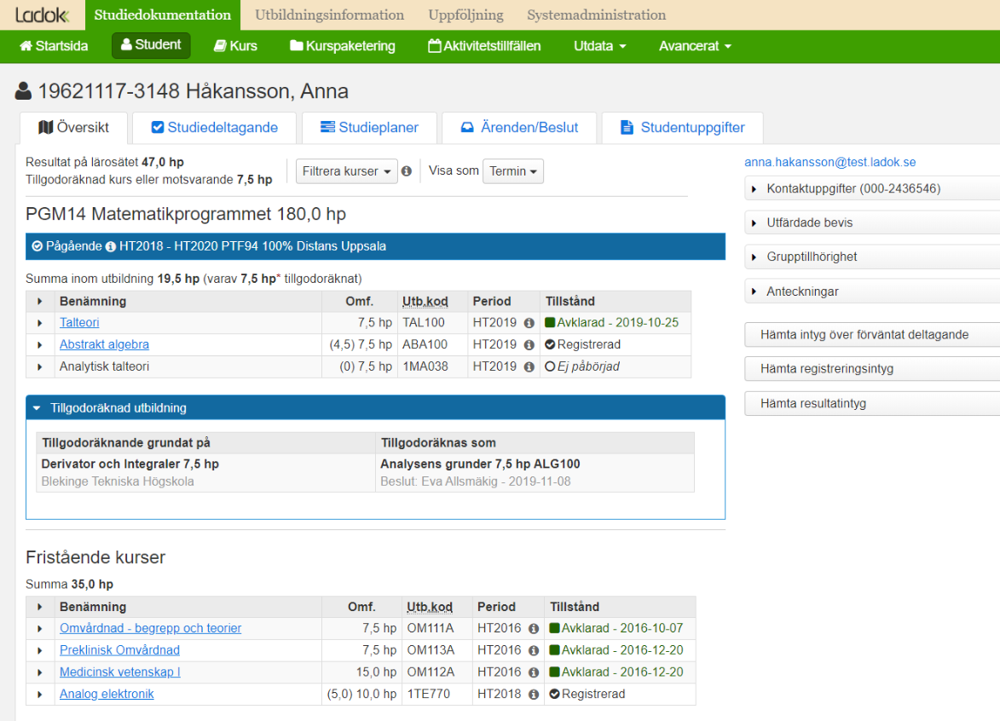 Ladok Studiedokumentation Utbildningsinformation Uppföljning Systemadministration
Startsida Student Kurs Kurspaketering Aktivitetstillfällen Utdata Avancerat
19621117-3148 Håkansson, Anna
Översikt Studiedeltagande Studieplaner Ärenden/Beslut Studentuppgifter
Resultat på lärosätet 47,0 hp
Tillgodoräknad kurs eller motsvarande 7,5 hp
Filtrera kurser Visa som Termin
PGM14 Matematikprogrammet 180,0 hp
Pågående HT2018 - HT2020 PTF94 100% Distans Uppsala
Summa inom utbildning 19,5 hp (varav 7,5 hp* tillgodoräknat)
Benämning Omf. Utb.kod Period Tillstånd
Talteori 7,5 hp TAL100 HT2019 Avklarad - 2019-10-25
Abstrakt algebra (4,5) 7,5 hp ABA100 HT2019 Registrerad
Analytisk talteori (0) 7,5 hp 1MA038 HT2019 Ej påbörjad
Tillgodoräknad utbildning
Tillgodoräknande grundat på Tillgodoräknas som
Derivator och Integraler 7,5 hp Analysens grunder 7,5 hp ALG100
Blekinge Tekniska Högskola Beslut: Eva Allsmäkig - 2019-11-08
Fristående kurser
Summa 35,0 hp
Benämning Omf. Utb.kod Period Tillstånd
Omvårdnad - begrepp och teorier 7,5 hp OM111A HT2016 Avklarad - 2016-10-07
Preklinisk Omvårdnad 7,5 hp OM113A HT2016 Avklarad - 2016-12-20
Medicinsk vetenskap I 15,0 hp OM112A HT2016 Avklarad - 2016-12-20
Analog elektronik (5,0) 10,0 hp 1TE770 HT2018 Registrerad
anna.hakansson@test.ladok.se
Kontaktuppgifter (000-2436546)
Utfärdade bevis
Grupptillhörighet
Anteckningar
Hämta intyg över förväntat deltagande
Hämta registreringsintyg
Hämta resultatintyg